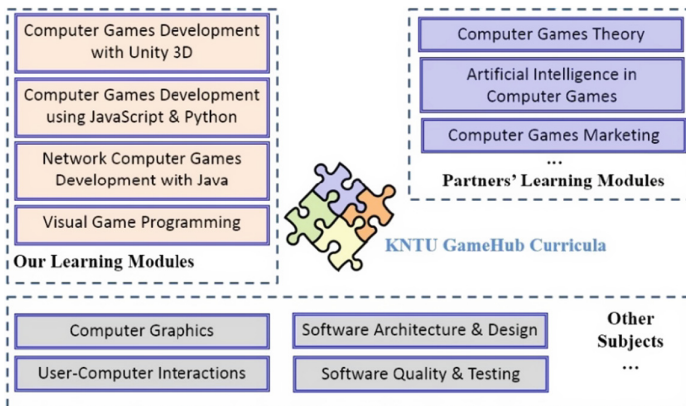 Computer Games Development
with Unity 3D
Computer Games Development
using JavaScript & Python
Network Computer Games
Development with Java
Visual Game Programming
Our Learning Modules
Computer Games Theory
Artificial Intelligence in
Computer Games
Computer Games Marketing
...
Partners' Learning Modules
KNTU GameHub Curricula
Computer Graphics
User-Computer Interactions
Software Architecture & Design
Software Quality & Testing
Other
Subjects
...